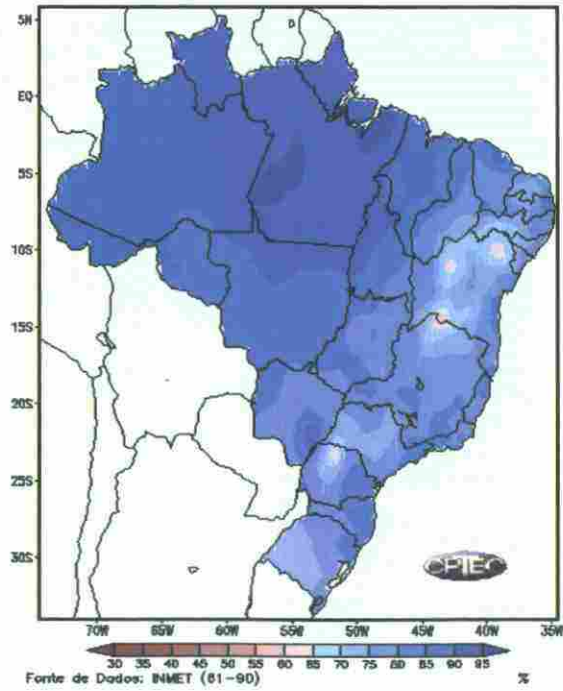 5N
EQ
5S
10S
15S
20S
25S
30S
CPTEC
70W 65W 60W 55W 50W 45W 40W 35W
30 35 40 45 50 55 60 65 70 75 80 85 90 95
Fonte de Dados: INMET (61-90) %